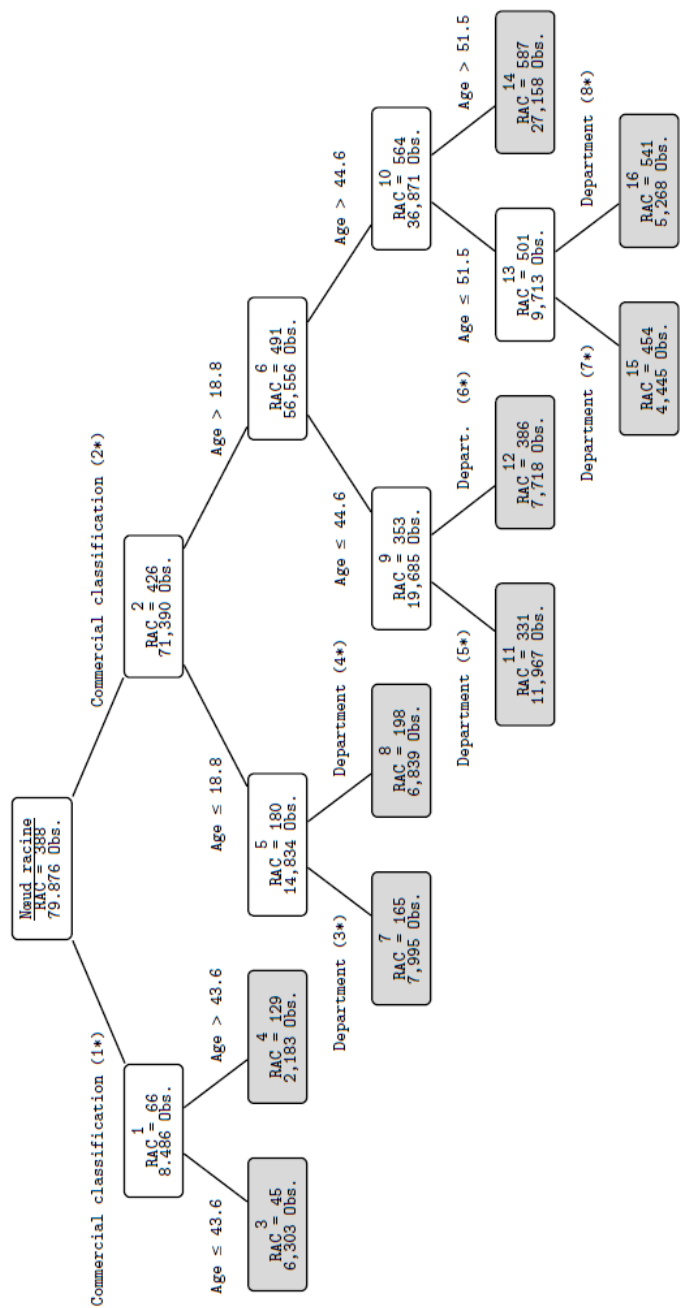 Nœud racine
RAC = 388
79.876 Obs.
Commercial classification (1*)
Commercial classification (2*)
1
RAC = 66
8.486 Obs.
2
RAC = 426
71,390 Obs.
Age ≤ 43.6
Age > 43.6
Age ≤ 18.8
Age > 18.8
3
RAC = 45
6,303 Obs.
4
RAC = 129
2,183 Obs.
5
RAC = 180
14,834 Obs.
6
RAC = 491
56,556 Obs.
Department (3*)
Department (4*)
Age ≤ 44.6
Age > 44.6
7
RAC = 165
7,995 Obs.
8
RAC = 198
6,839 Obs.
9
RAC = 353
19,685 Obs.
10
RAC = 564
36,871 Obs.
Department (5*)
Depart. (6*)
Age ≤ 51.5
Age > 51.5
11
RAC = 331
11,967 Obs.
12
RAC = 386
7,718 Obs.
13
RAC = 501
9,713 Obs.
14
RAC = 587
27,158 Obs.
Department (7*)
Department (8*)
15
RAC = 454
4,445 Obs.
16
RAC = 541
5,268 Obs.